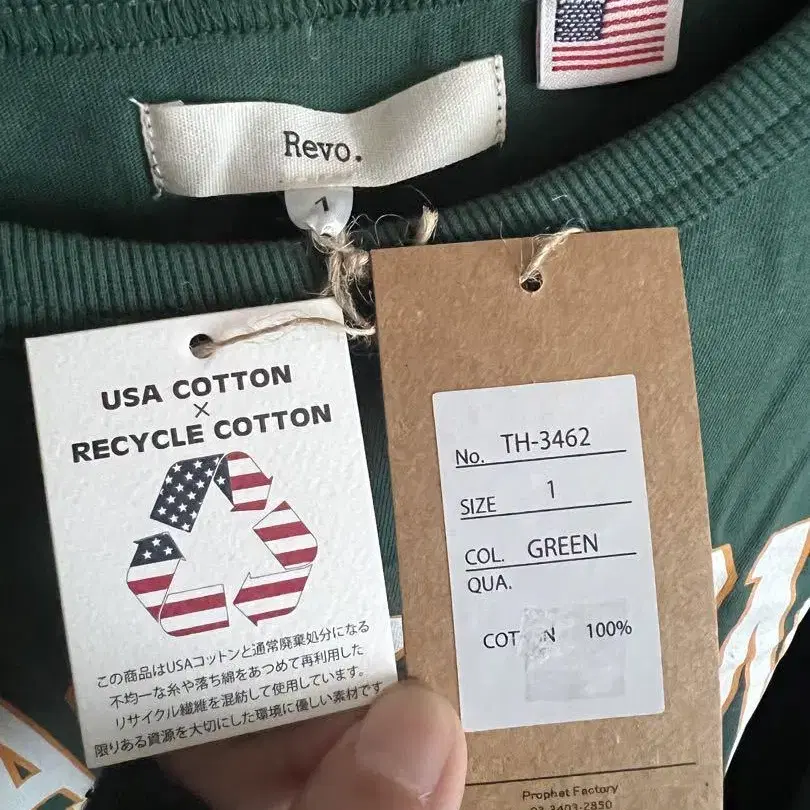 Revo.
1
USA COTTON
×
RECYCLE COTTON
この商品はUSAコットンと通常廃棄処分になる
不均一な糸や落ち綿をあつめて再利用した
リサイクル繊維を混紡して使用しています。
限りある資源を大切にした環境に優しい素材です
No. TH-3462
SIZE 1
COL. GREEN
QUA.
COT N 100%
Prophet Factory
03-3403-2850